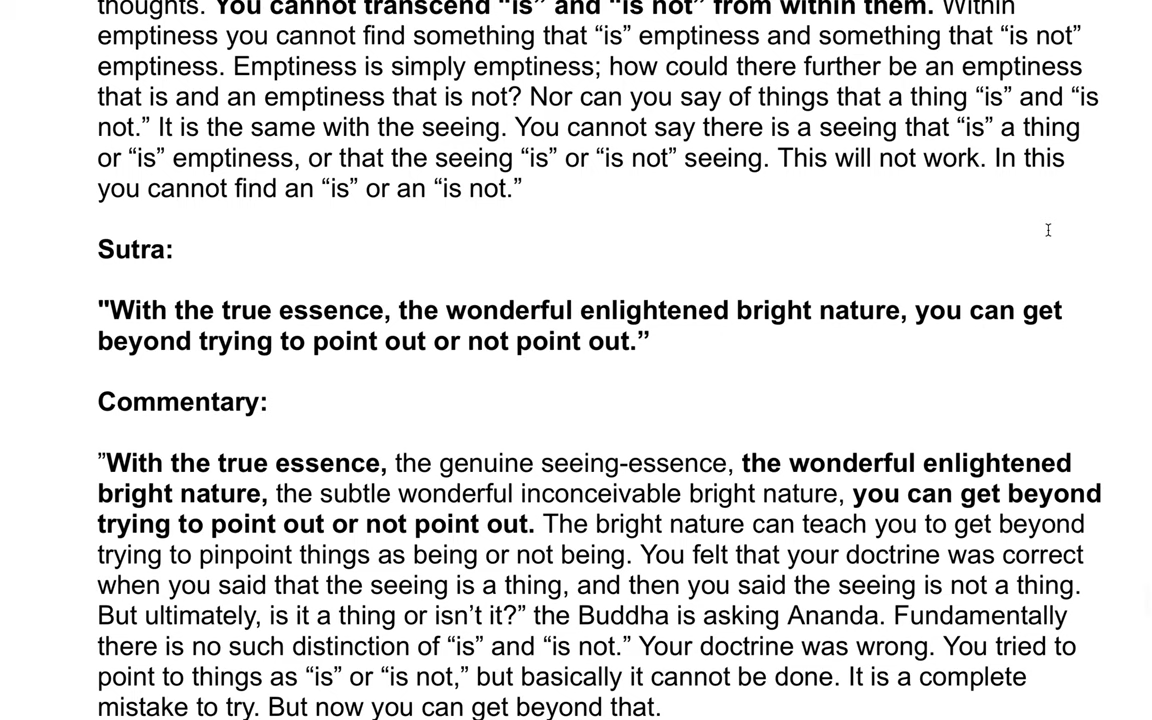 thoughts. You cannot transcend “is” and “is not” from within them. Within
emptiness you cannot find something that “is” emptiness and something that “is not”
emptiness. Emptiness is simply emptiness; how could there further be an emptiness
that is and an emptiness that is not? Nor can you say of things that a thing “is” and “is
not.” It is the same with the seeing. You cannot say there is a seeing that “is” a thing
or “is” emptiness, or that the seeing “is” or “is not” seeing. This will not work. In this
you cannot find an “is” or an “is not.”
Sutra:
"With the true essence, the wonderful enlightened bright nature, you can get
beyond trying to point out or not point out.”
Commentary:
”With the true essence, the genuine seeing-essence, the wonderful enlightened
bright nature, the subtle wonderful inconceivable bright nature, you can get beyond
trying to point out or not point out. The bright nature can teach you to get beyond
trying to pinpoint things as being or not being. You felt that your doctrine was correct
when you said that the seeing is a thing, and then you said the seeing is not a thing.
But ultimately, is it a thing or isn’t it?” the Buddha is asking Ananda. Fundamentally
there is no such distinction of “is” and “is not.” Your doctrine was wrong. You tried to
point to things as “is” or “is not,” but basically it cannot be done. It is a complete
mistake to try. But now you can get beyond that.